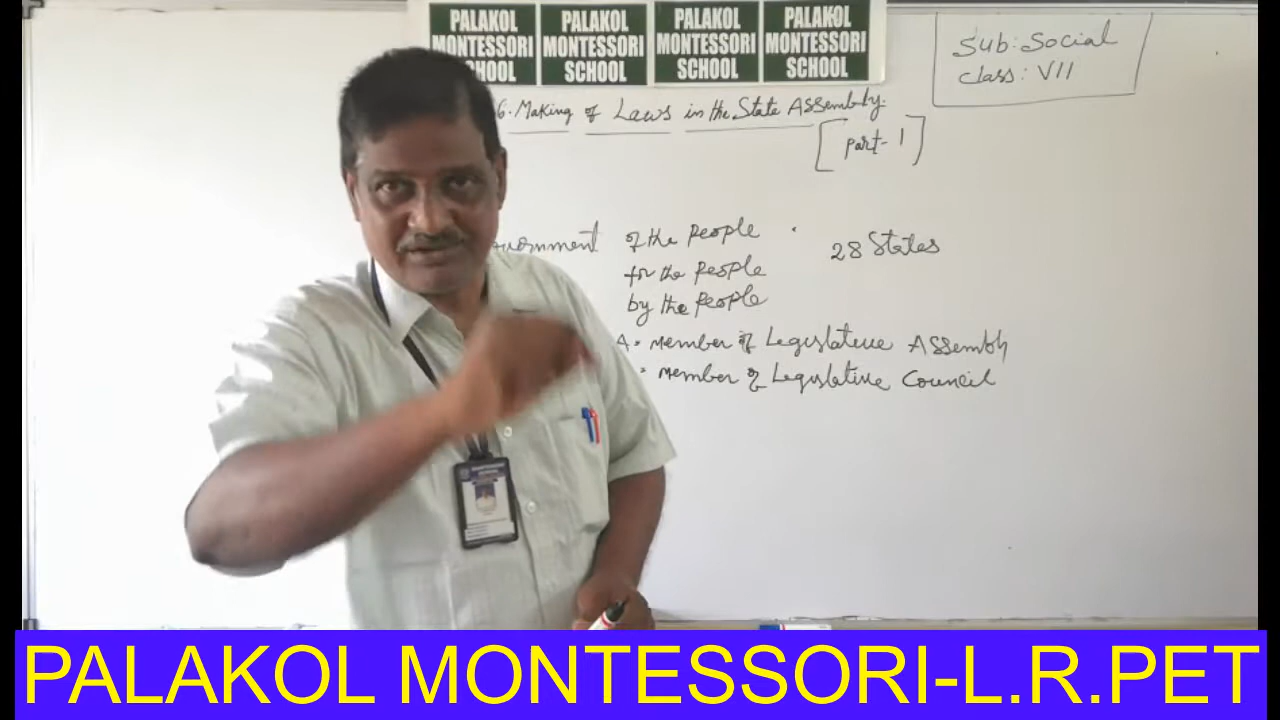 PALAKOL MONTESSORI SCHOOL
PALAKOL MONTESSORI SCHOOL
PALAKOL MONTESSORI SCHOOL
PALAKOL MONTESSORI SCHOOL
Sub: Social
Class: VII
6. Making of Laws in the State Assembly.
[Part-1]
of the People
28 States
for the People
by the People
A = Member of Legislative Assembly
= Member of Legislative Council
PALAKOL MONTESSORI-L.R.PET